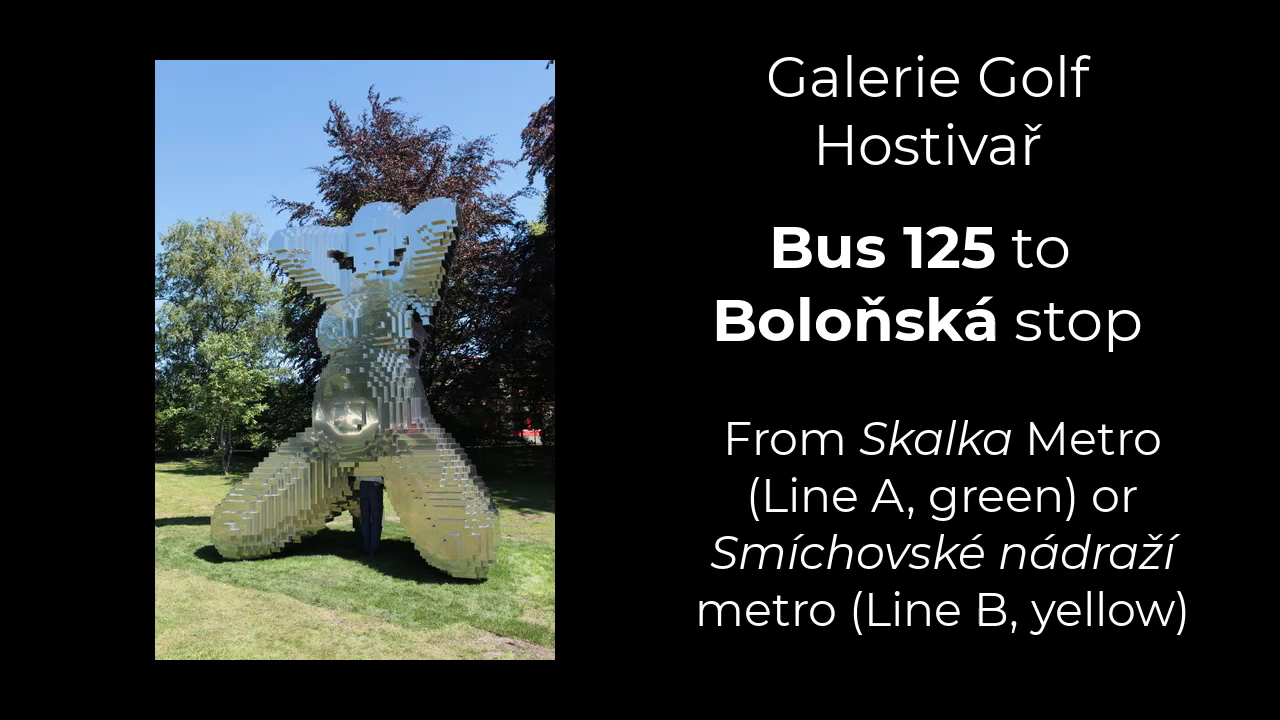 Galerie Golf
Hostivař
Bus 125 to
Boloňská stop
From Skalka Metro
(Line A, green) or
Smíchovské nádraží
metro (Line B, yellow)